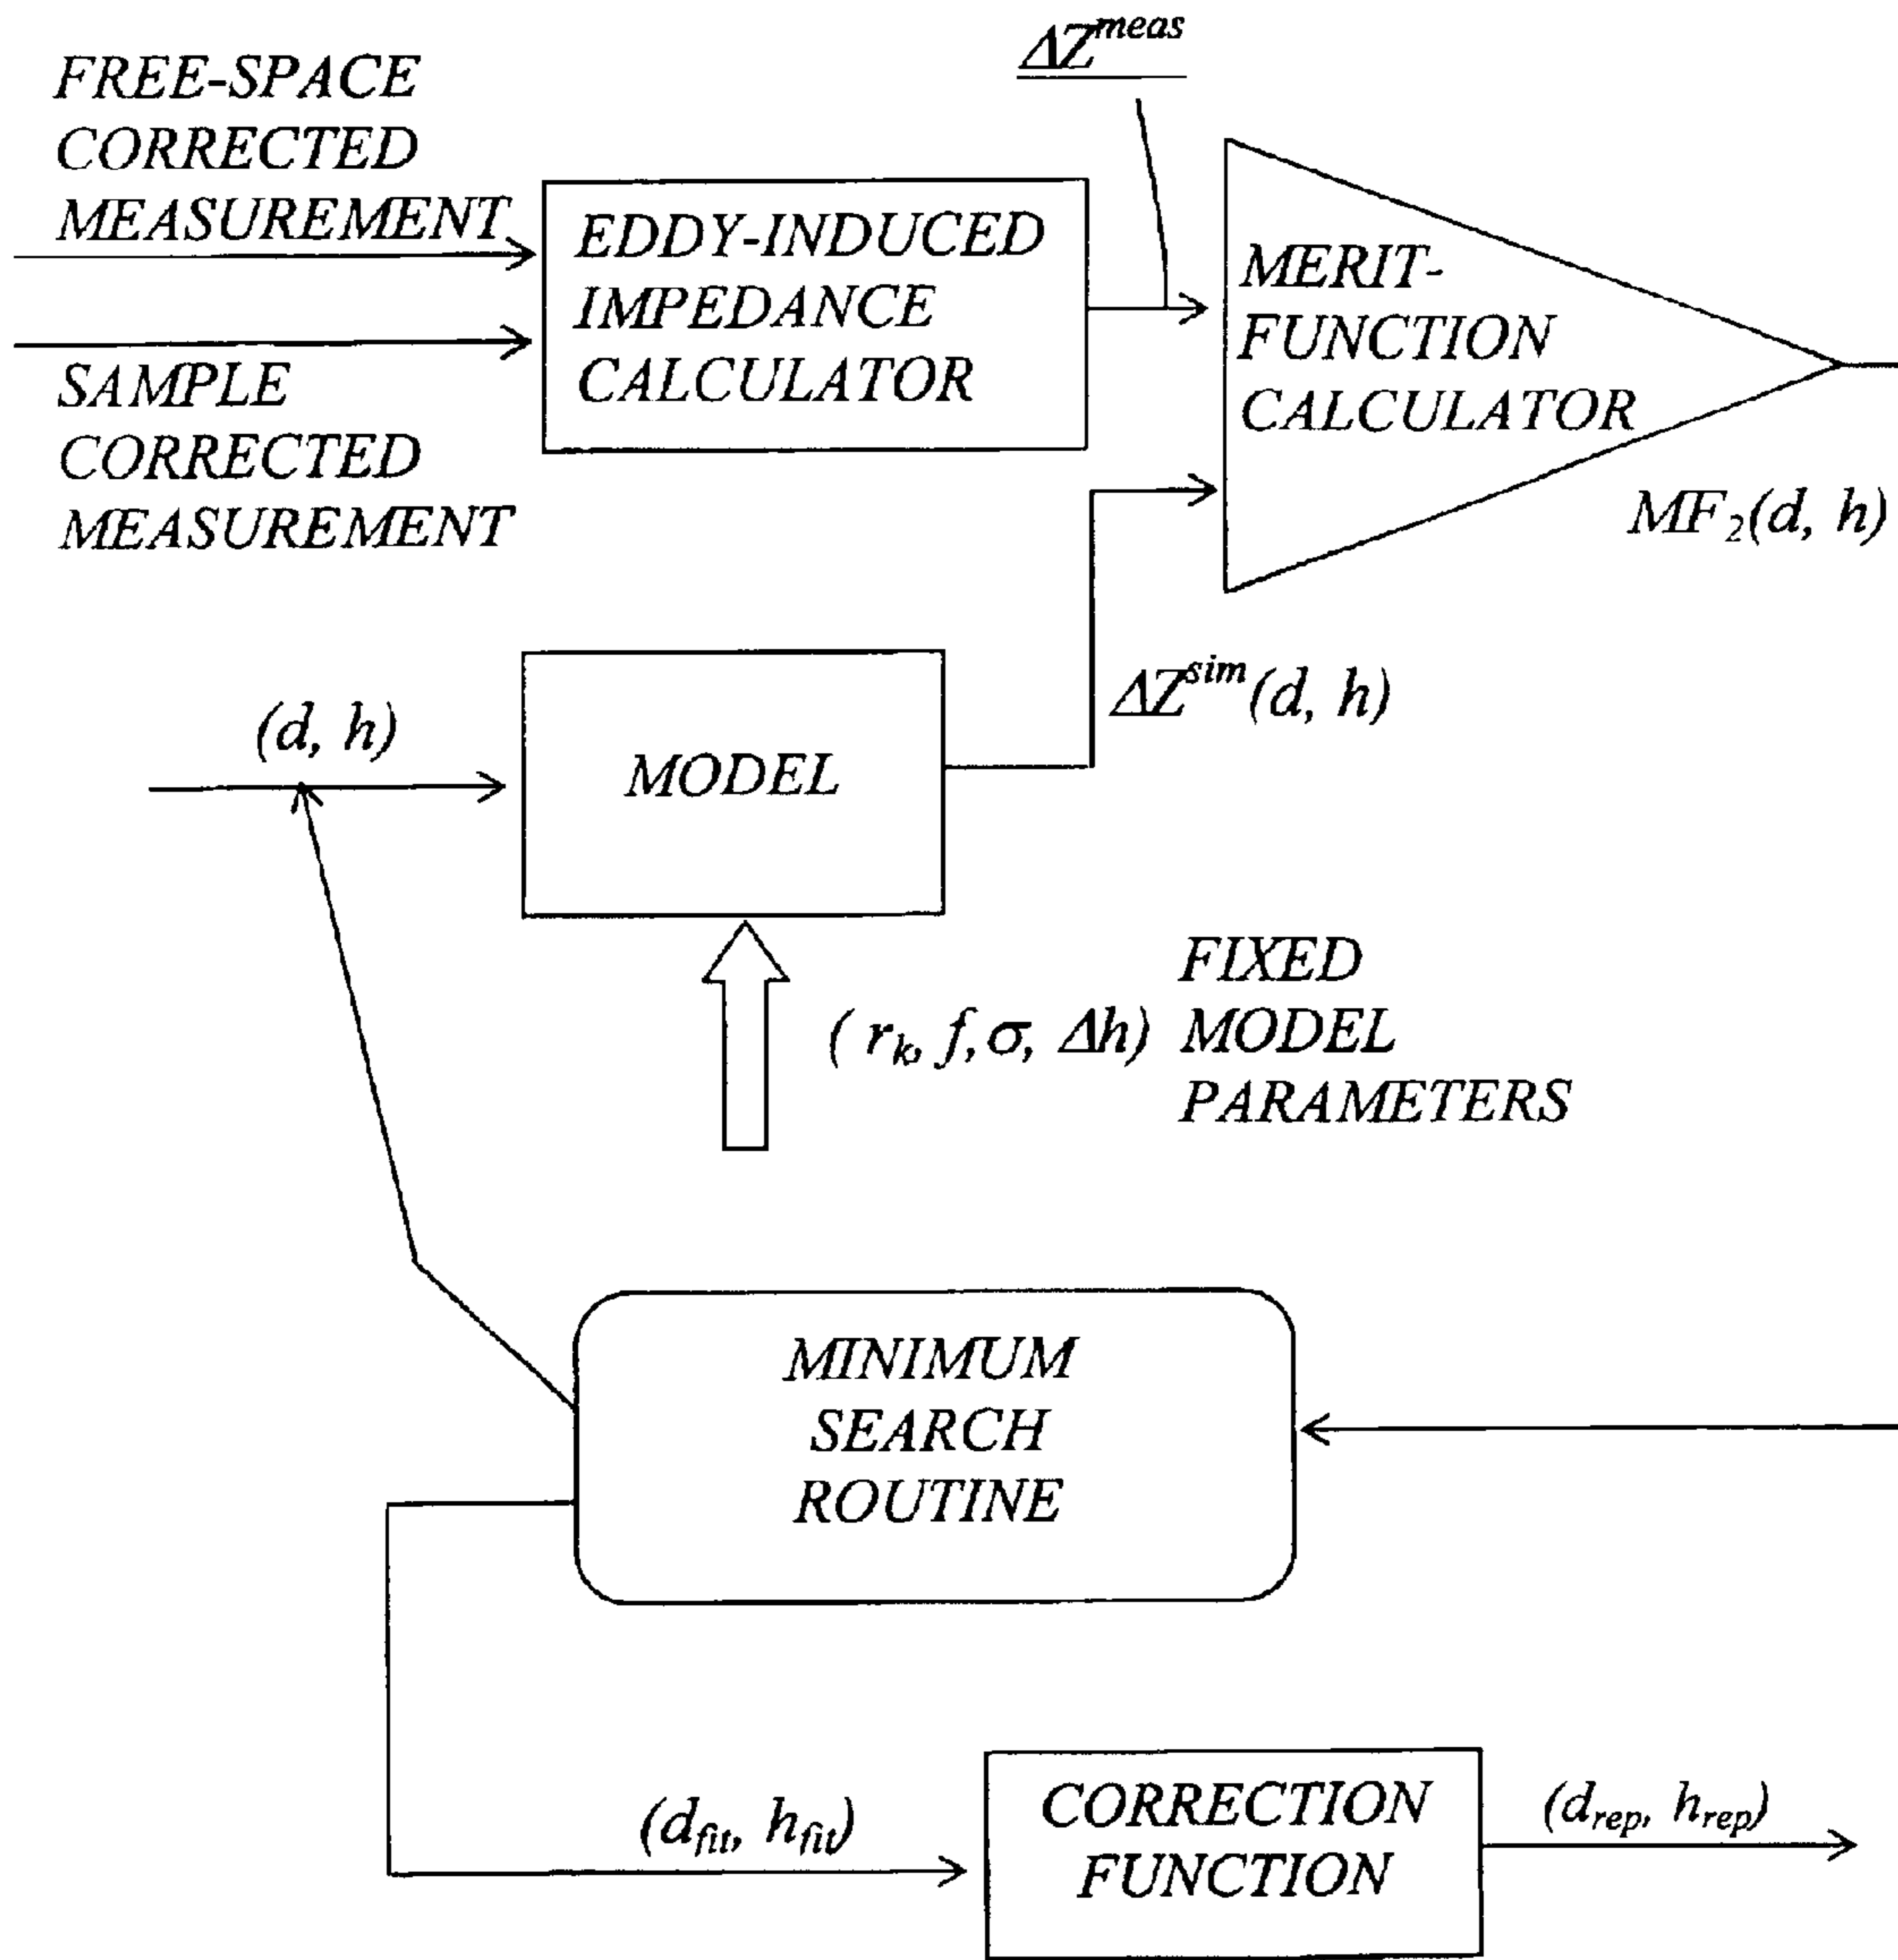 FREE-SPACE
CORRECTED
MEASUREMENT
ΔZ^meas
EDDY-INDUCED
IMPEDANCE
CALCULATOR
MERIT-
FUNCTION
CALCULATOR
SAMPLE
CORRECTED
MEASUREMENT
MF₂(d, h)
ΔZ^sim(d, h)
(d, h)
MODEL
( r_k, f, σ, Δh)
FIXED
MODEL
PARAMETERS
MINIMUM
SEARCH
ROUTINE
(d_fit, h_fit)
CORRECTION
FUNCTION
(d_rep, h_rep)